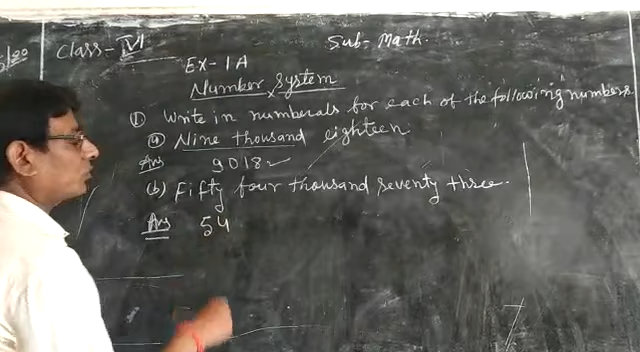 Class - VI
Sub - Math.
Ex - 1A
Number system
① Write in numberals for each of the following numbers.
(a) Nine thousand eighteen
Ans 9018
(b) Fifty four thousand seventy three.
Ans 54